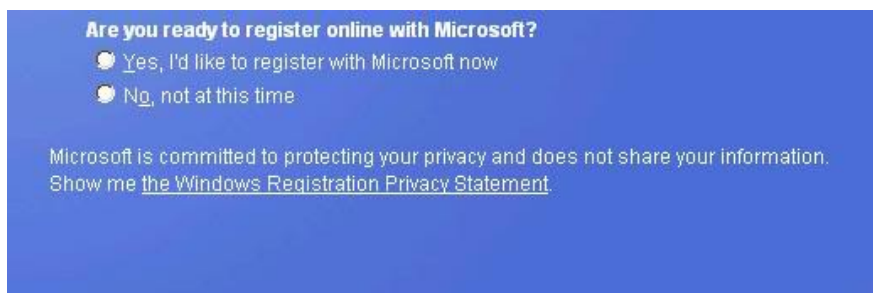 Are you ready to register online with Microsoft?
Yes, I'd like to register with Microsoft now
No, not at this time
Microsoft is committed to protecting your privacy and does not share your information.
Show me the Windows Registration Privacy Statement.